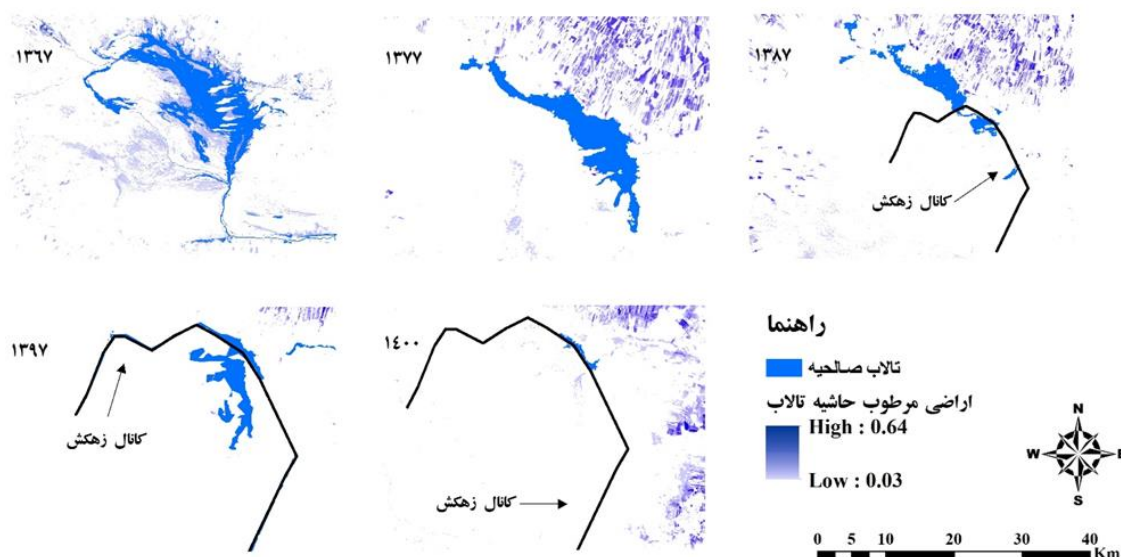 ۱۳۶۷
۱۳۷۷
۱۳۸۷
کانال زهکش
۱۳۹۷
کانال زهکش
۱۴۰۰
کانال زهکش
راهنما
تالاب صالحیه
اراضی مرطوب حاشیه تالاب
High : 0.64
Low : 0.03
N
W E
S
0 5 10 20 30 40
Km